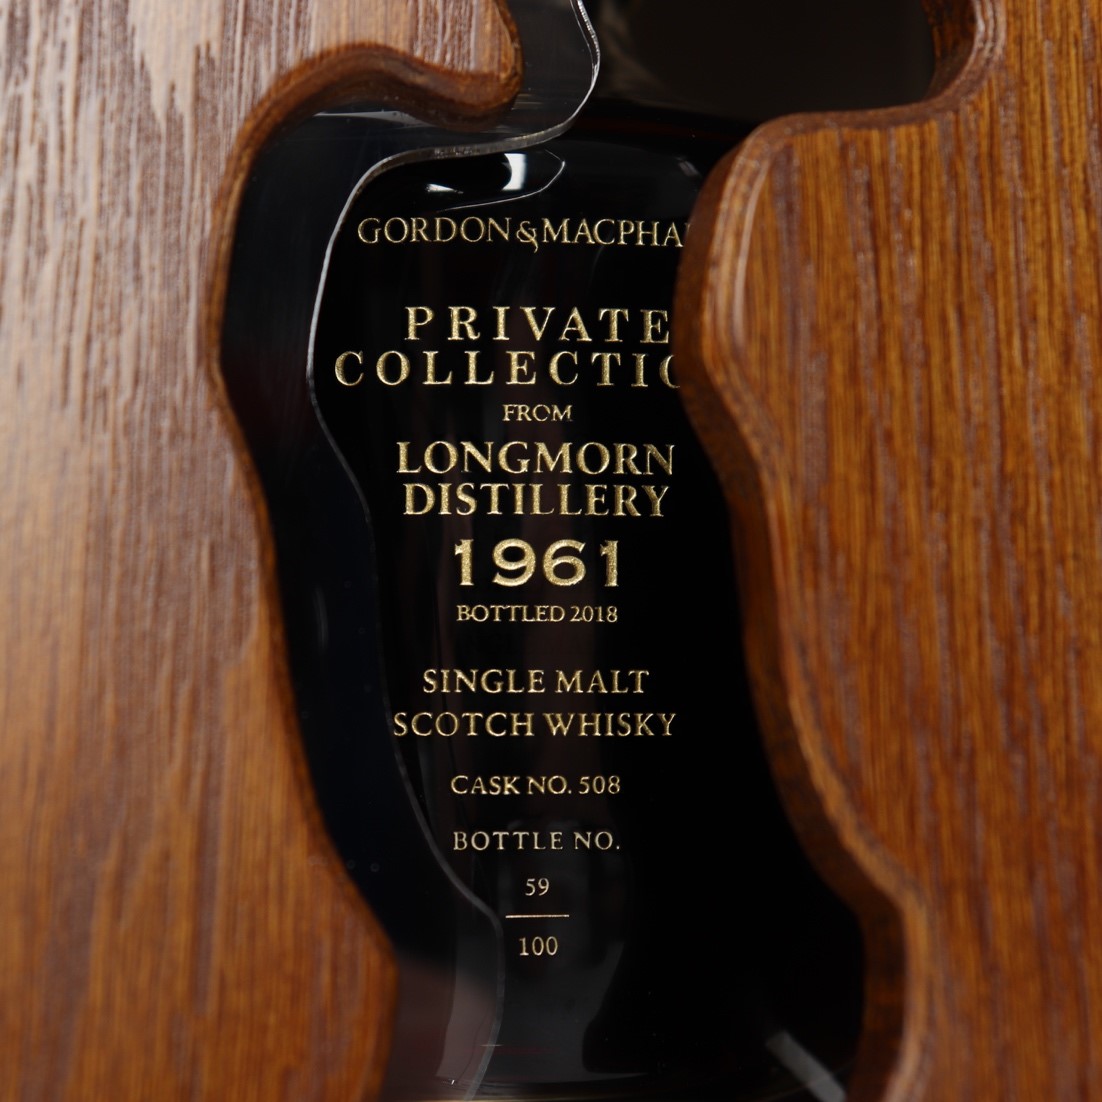 GORDON & MACPHA
PRIVATE
COLLECTIO
FROM
LONGMORN
DISTILLERY
1961
BOTTLED 2018
SINGLE MALT
SCOTCH WHISKY
CASK NO. 508
BOTTLE NO.
59
100